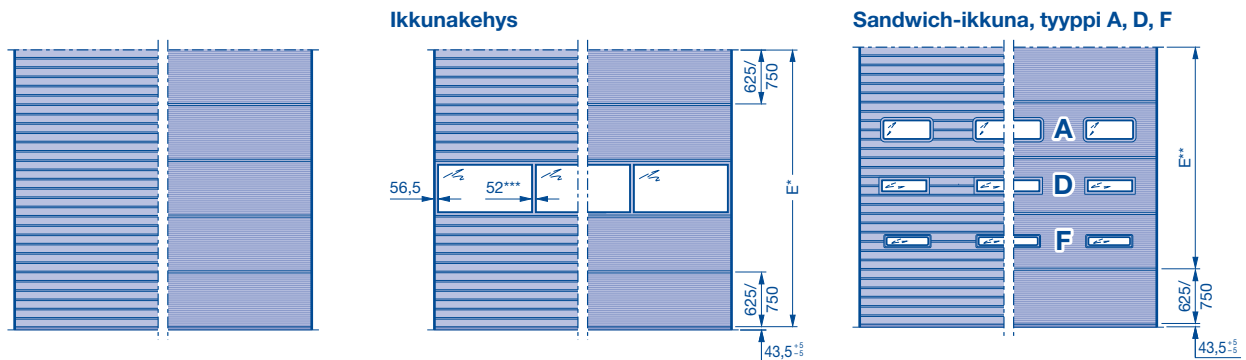 Ikkunakehys
Sandwich-ikkuna, tyyppi A, D, F
625/
750
56,5
52***
E*
625/
750
43,5 +5 -5
A
D
F
E**
625/
750
43,5 +5 -5